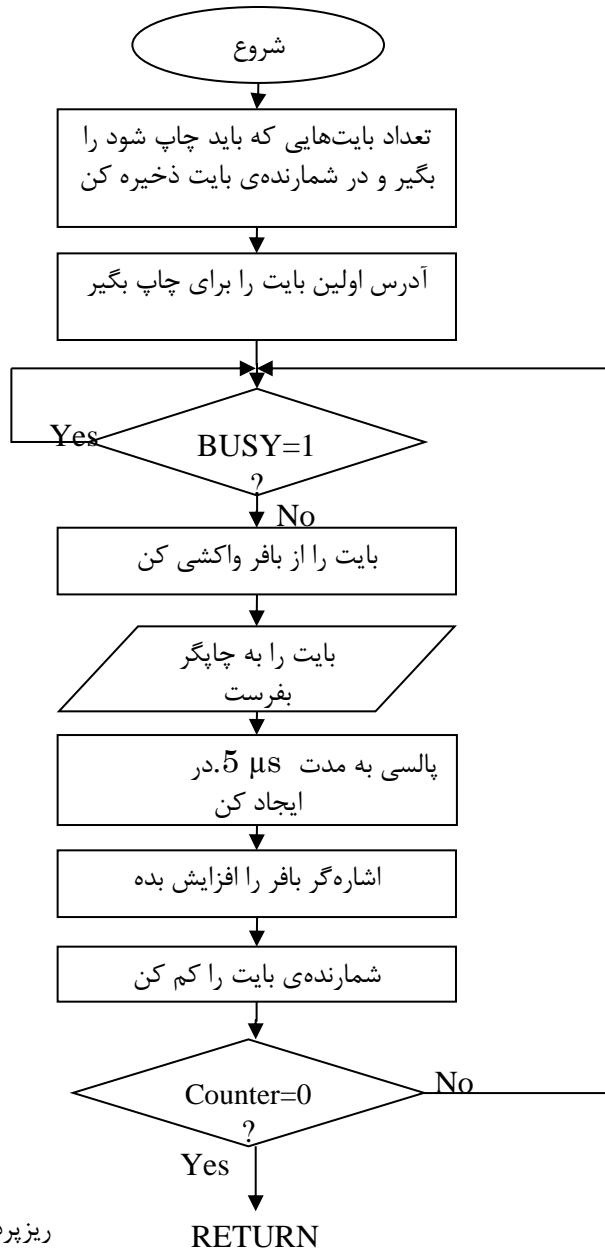 شروع
تعداد بایت‌هایی که باید چاپ شود را
بگیر و در شمارنده‌ی بایت ذخیره کن
آدرس اولین بایت را برای چاپ بگیر
Yes
BUSY=1
?
No
بایت را از بافر واکشی کن
بایت را به چاپگر
بفرست
پالسی به مدت 5 µs.در
ایجاد کن
اشاره‌گر بافر را افزایش بده
شمارنده‌ی بایت را کم کن
Counter=0
?
No
Yes
RETURN